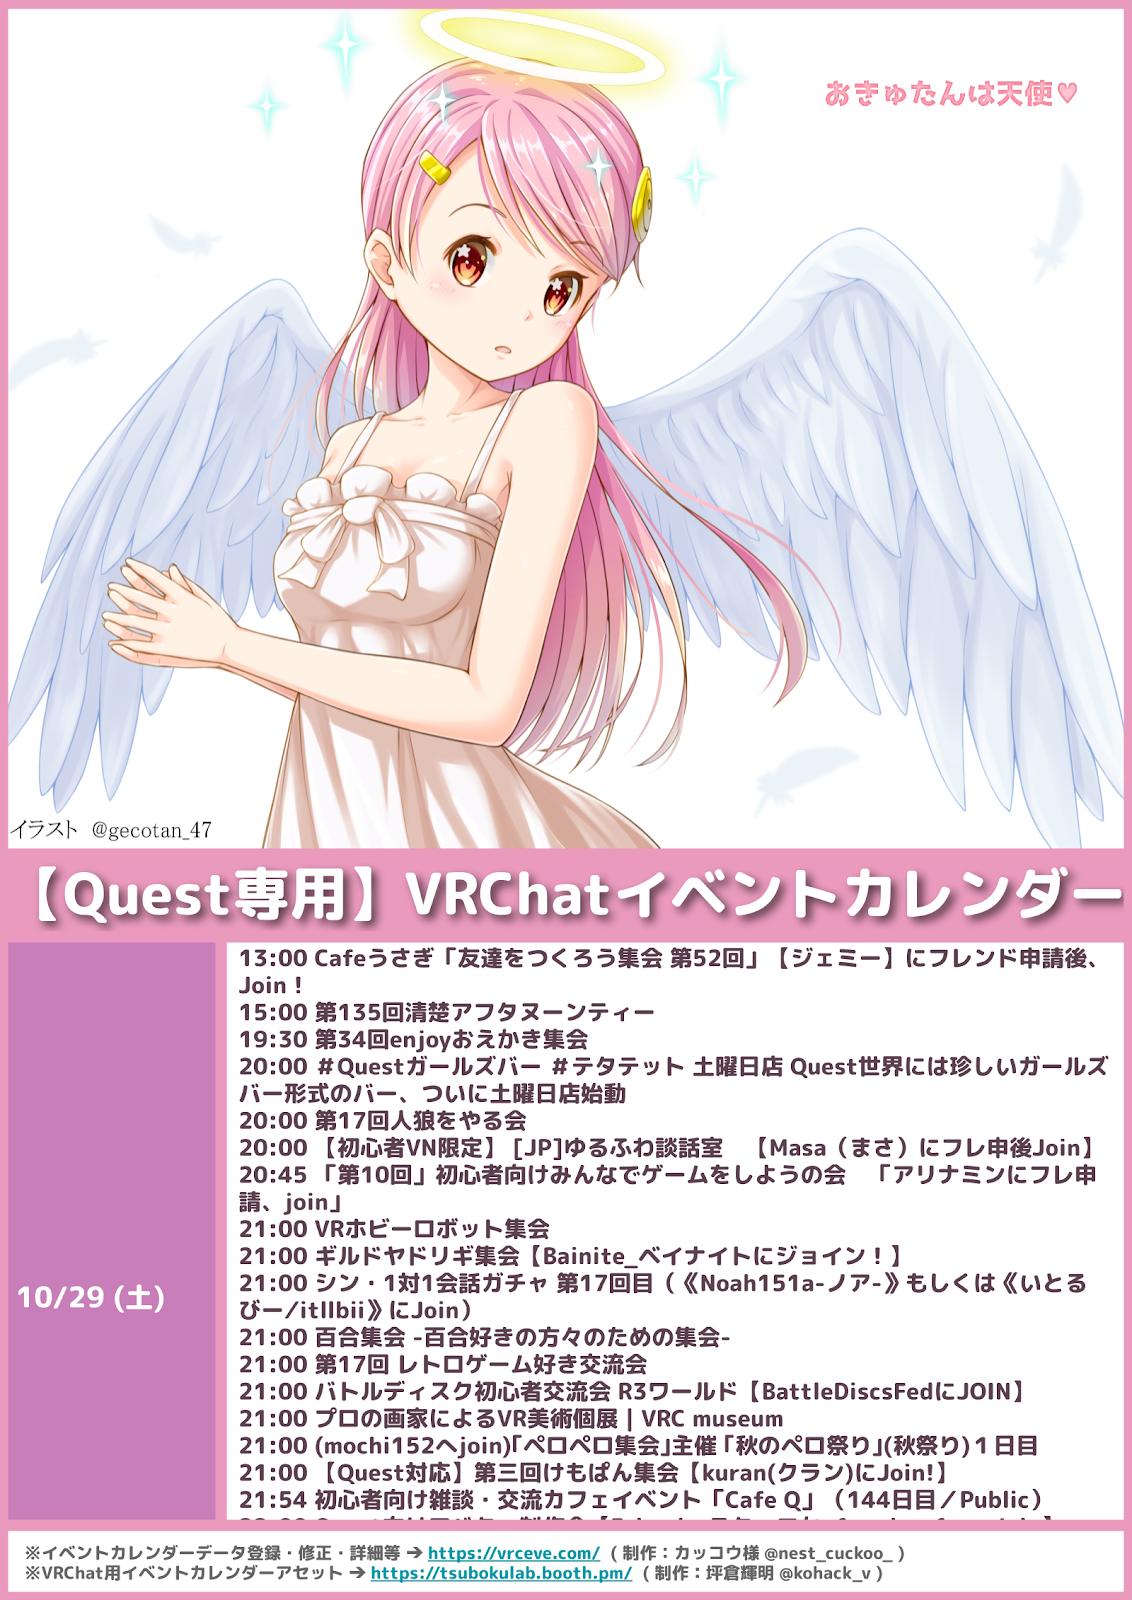 おきゅたんは天使♥
イラスト @gecotan_47
【Quest専用】VRChatイベントカレンダー
10/29 (土)
13:00 Cafeうさぎ「友達をつくろう集会 第52回」【ジェミー】にフレンド申請後、
Join！
15:00 第135回清楚アフタヌーンティー
19:30 第34回enjoyおえかき集会
20:00 ＃Questガールズバー ＃テタテット 土曜日店 Quest世界には珍しいガールズ
バー形式のバー、ついに土曜日店始動
20:00 第17回人狼をやる会
20:00 【初心者VN限定】 [JP]ゆるふわ談話室　【Masa（まさ）にフレ申後Join】
20:45 「第10回」初心者向けみんなでゲームをしようの会　「アリナミンにフレ申
請、join」
21:00 VRホビーロボット集会
21:00 ギルドヤドリギ集会【Bainite_ベイナイトにジョイン！】
21:00 シン・1対1会話ガチャ 第17回目（《Noah151a-ノア-》もしくは《いとる
びー/itllbii》にJoin）
21:00 百合集会 -百合好きの方々のための集会-
21:00 第17回 レトロゲーム好き交流会
21:00 バトルディスク初心者交流会 R3ワールド【BattleDiscsFedにJOIN】
21:00 プロの画家によるVR美術個展 | VRC museum
21:00 (mochi152へjoin)｢ペロペロ集会｣主催 ｢秋のペロ祭り｣(秋祭り)１日目
21:00 【Quest対応】第三回けもぱん集会【kuran(クラン)にJoin!】
21:54 初心者向け雑談・交流カフェイベント「Cafe Q」（144日目／Public）
※イベントカレンダーデータ登録・修正・詳細等 ➔ https://vrceve.com/ （ 制作：カッコウ様 @nest_cuckoo_ ）
※VRChat用イベントカレンダーアセット ➔ https://tsubokulab.booth.pm/ （ 制作：坪倉輝明 @kohack_v ）